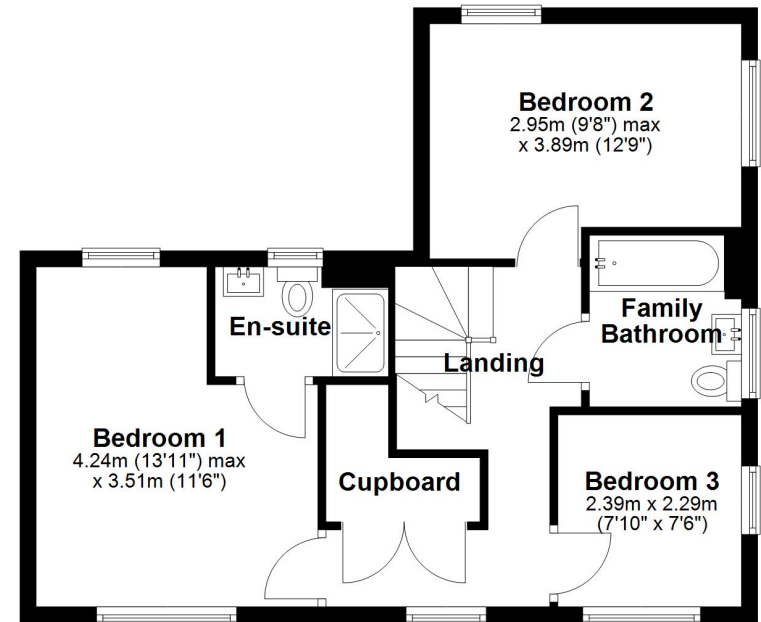 Bedroom 2
2.95m (9'8") max
x 3.89m (12'9")
En-suite
Family
Bathroom
Landing
Bedroom 1
4.24m (13'11") max
x 3.51m (11'6")
Cupboard
Bedroom 3
2.39m x 2.29m
(7'10" x 7'6")